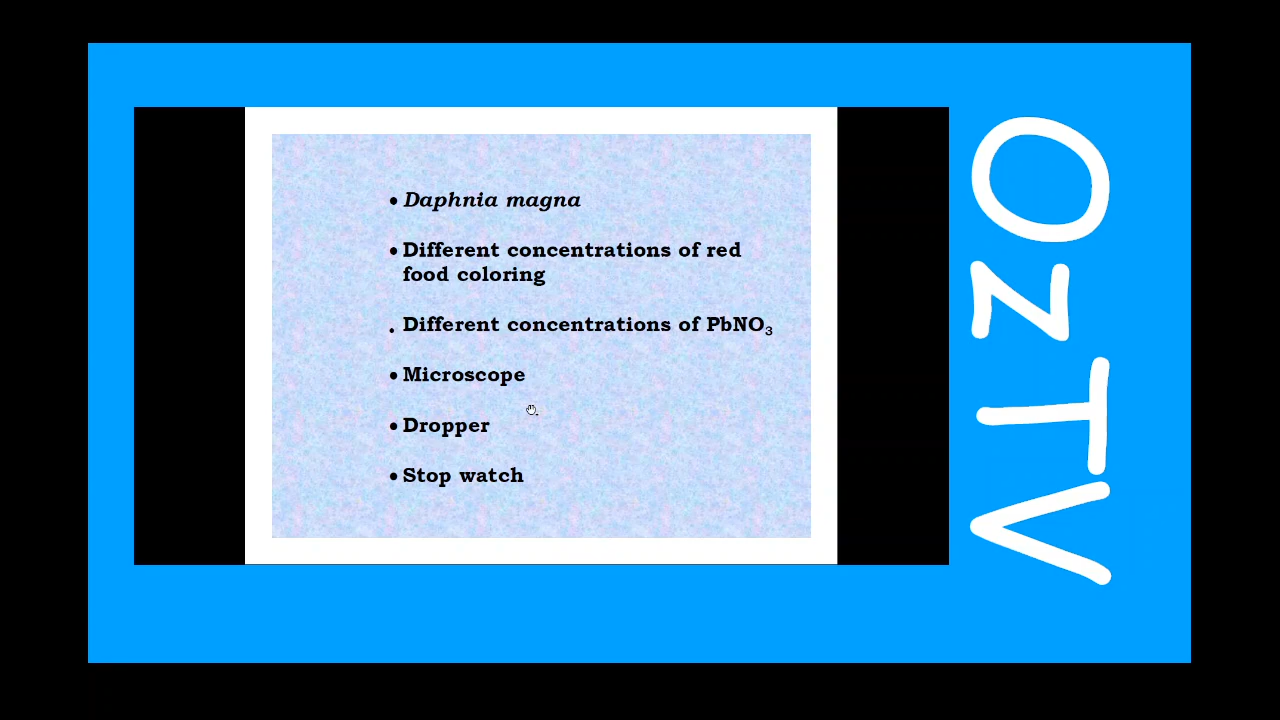 • Daphnia magna
• Different concentrations of red
food coloring
• Different concentrations of PbNO₃
• Microscope
• Dropper
• Stop watch
OzTV